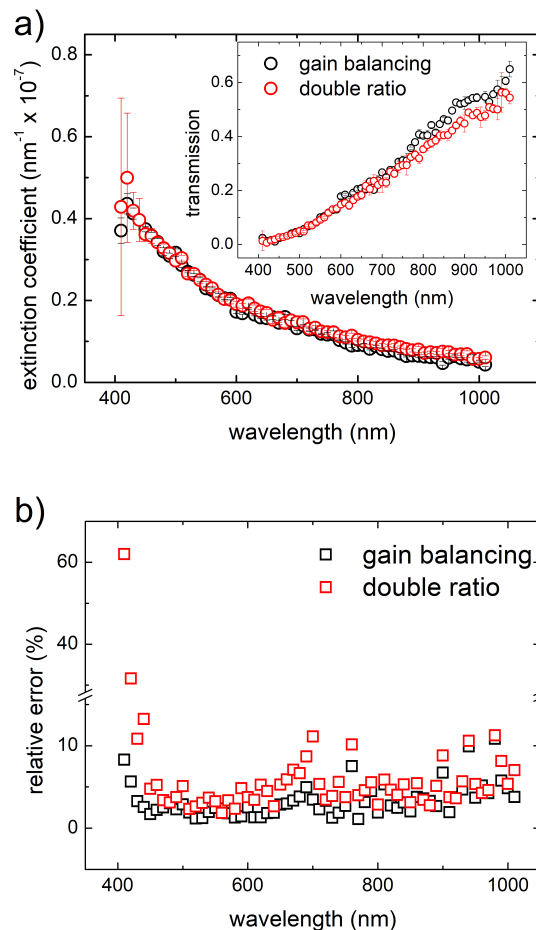 a)
0.8
0.6
0.4
0.2
0.0
extinction coefficient (nm⁻¹ x 10⁻⁷)
400
600
800
1000
wavelength (nm)
gain balancing
double ratio
0.6
0.4
0.2
0.0
transmission
400 500 600 700 800 900 1000
wavelength (nm)
b)
60
40
10
0
relative error (%)
gain balancing
double ratio
400
600
800
1000
wavelength (nm)